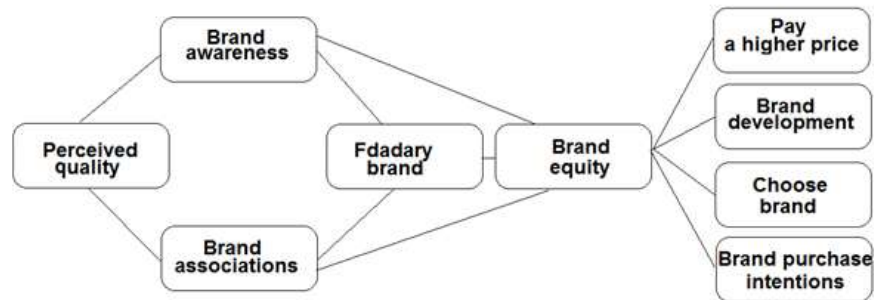 Brand
awareness
Perceived
quality
Fdadary
brand
Brand
associations
Brand
equity
Pay
a higher price
Brand
development
Choose
brand
Brand purchase
intentions